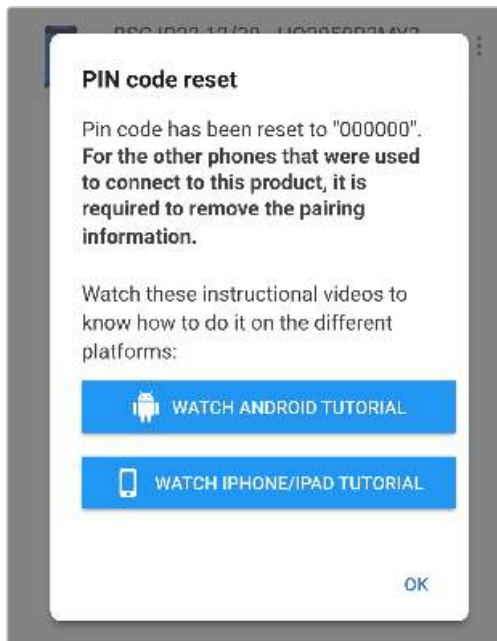 PIN code reset
Pin code has been reset to "000000".
For the other phones that were used
to connect to this product, it is
required to remove the pairing
information.
Watch these instructional videos to
know how to do it on the different
platforms:
WATCH ANDROID TUTORIAL
WATCH IPHONE/IPAD TUTORIAL
OK